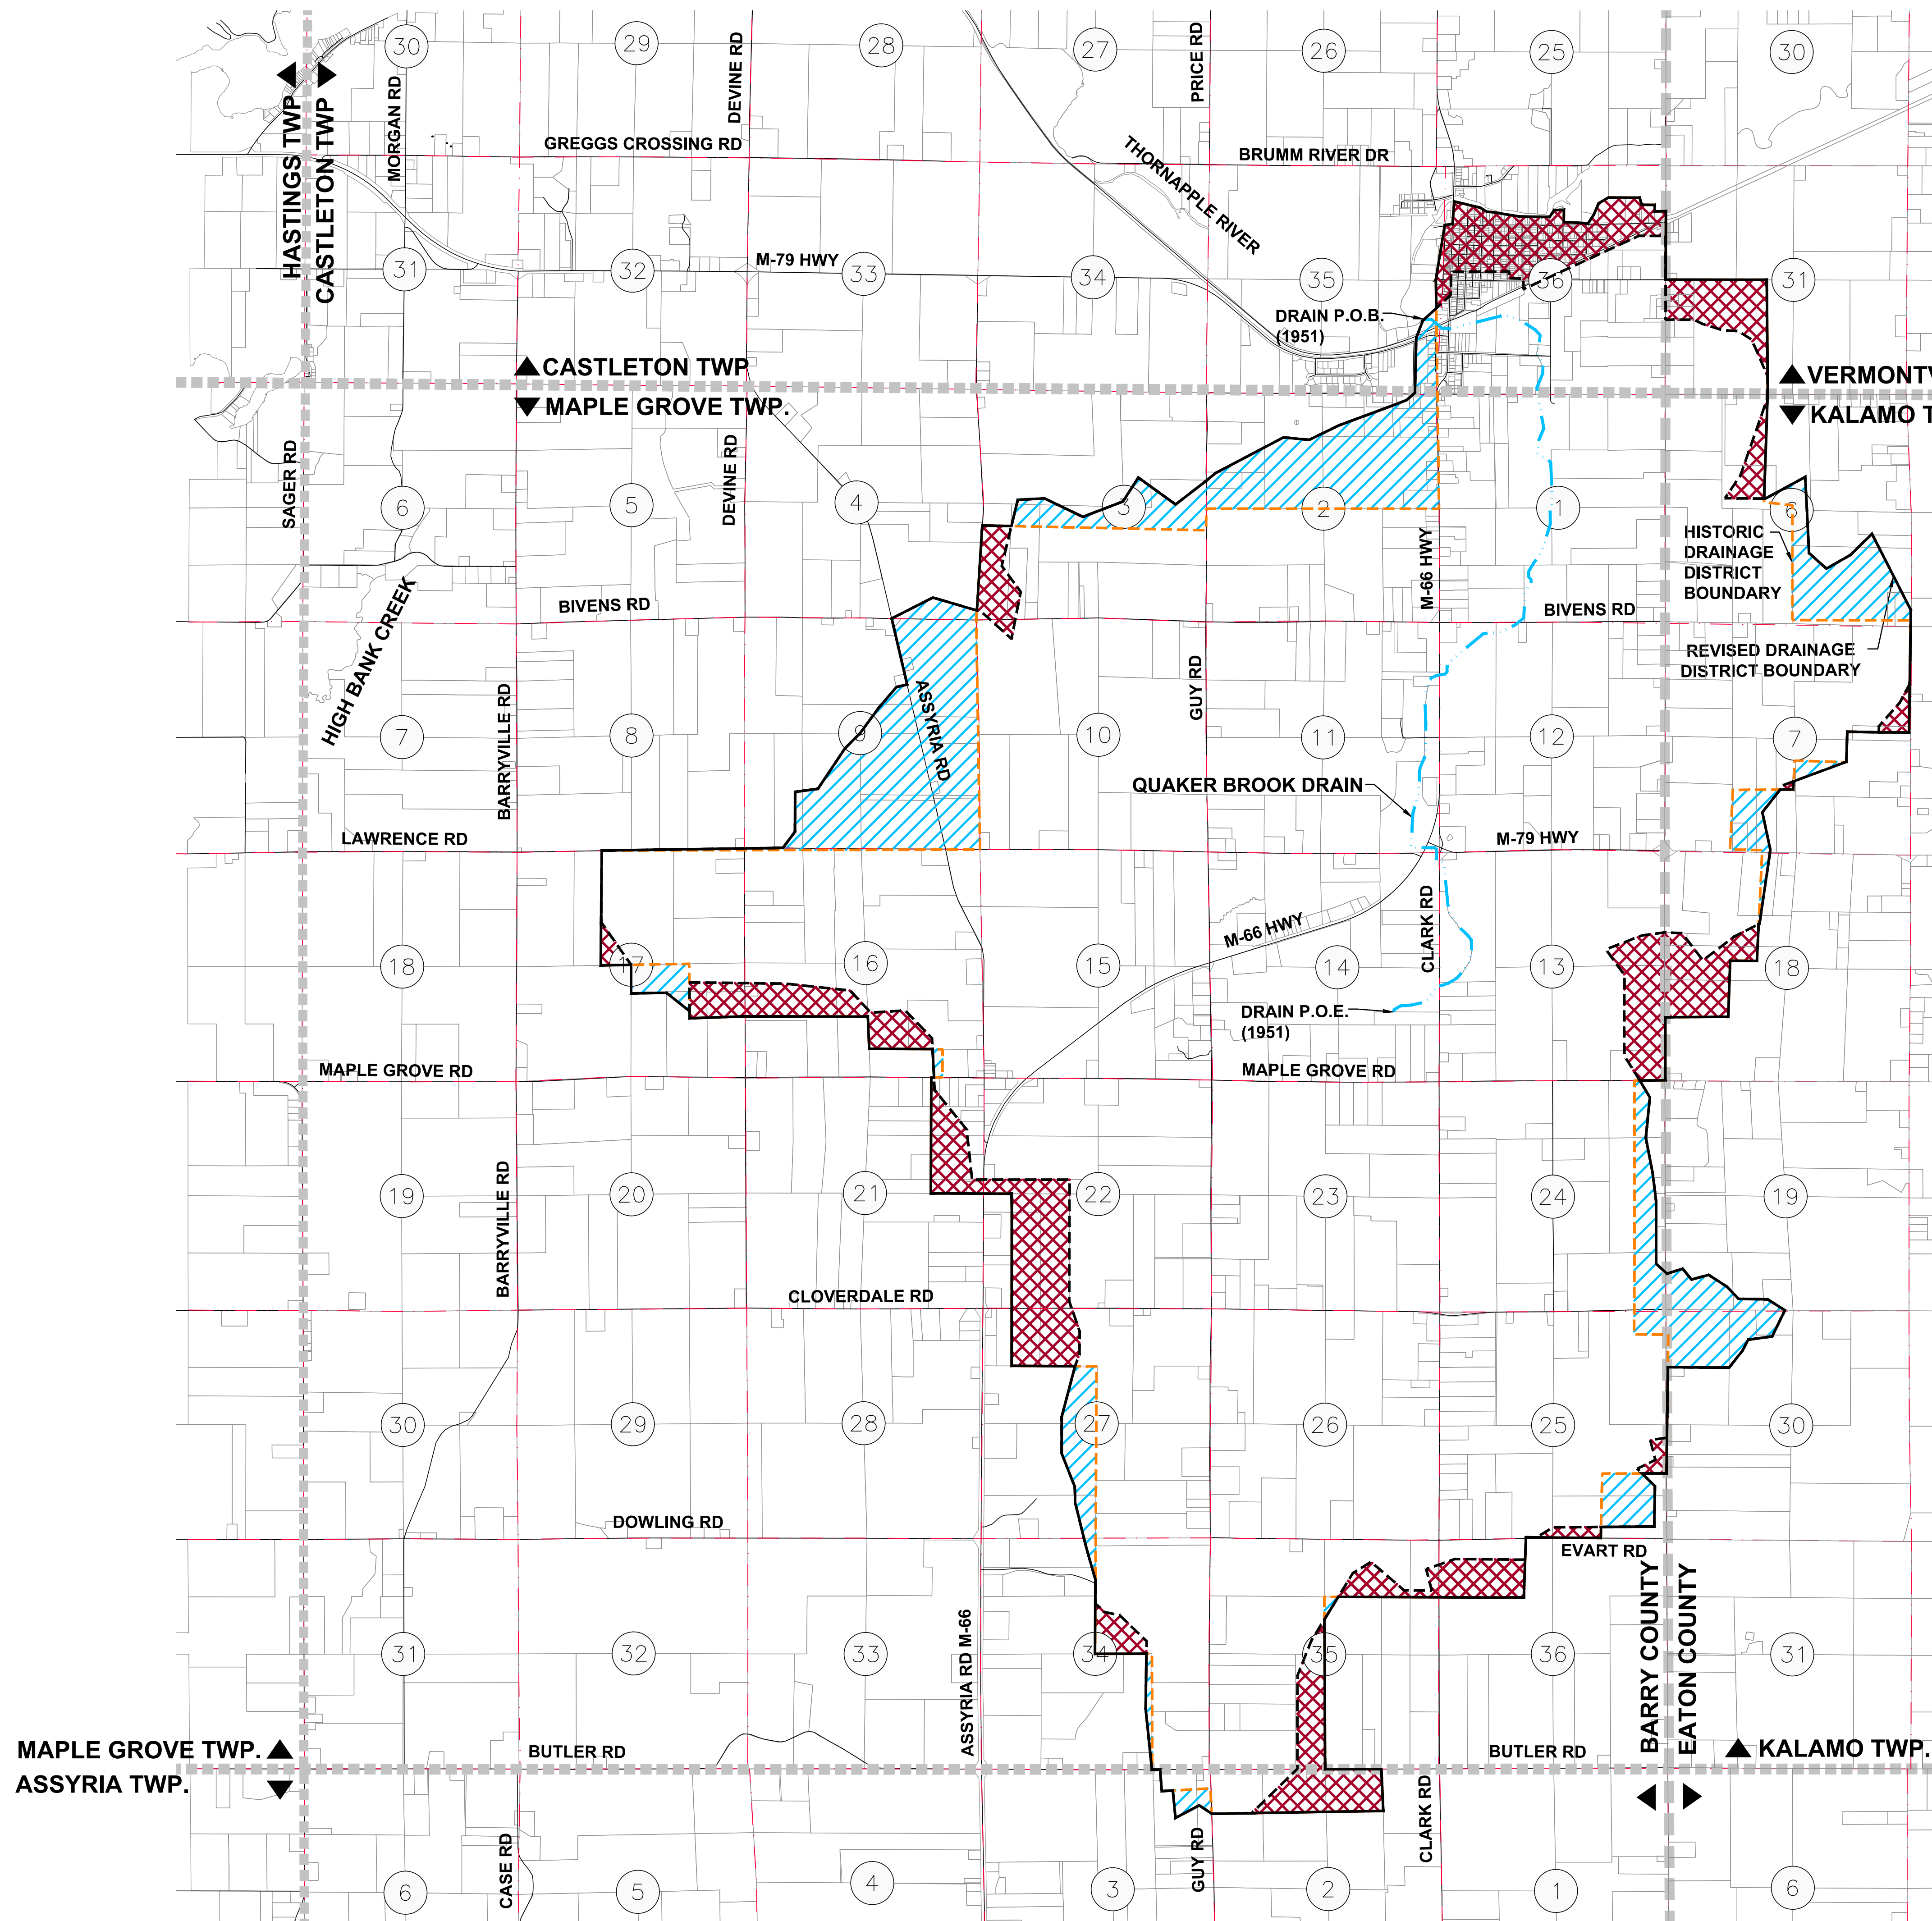 30
29
28
27
26
25
30
DEVINE RD
PRICE RD
MORGAN RD
HASTINGS TWP
CASTLETON TWP
GREGGS CROSSING RD
BRUMM RIVER DR
THORNAPPLE RIVER
31
32
M-79 HWY
33
34
35
36
31
DRAIN P.O.B.
(1951)
CASTLETON TWP
MAPLE GROVE TWP.
KALAMO
SAGER RD
DEVINE RD
6
5
4
3
2
1
6
M-66 HWY
HISTORIC
DRAINAGE
DISTRICT
BOUNDARY
BIVENS RD
BIVENS RD
HIGH BANK CREEK
REVISED DRAINAGE
DISTRICT BOUNDARY
BARRYVILLE RD
ASSYRIA RD
GUY RD
7
8
9
10
11
12
7
QUAKER BROOK DRAIN
LAWRENCE RD
M-79 HWY
CLARK RD
M-66 HWY
18
17
16
15
14
13
18
DRAIN P.O.E.
(1951)
MAPLE GROVE RD
MAPLE GROVE RD
BARRYVILLE RD
19
20
21
22
23
24
19
CLOVERDALE RD
30
29
28
27
26
25
30
DOWLING RD
EVART RD
BARRY COUNTY
EATON COUNTY
ASSYRIA RD M-66
31
32
33
34
35
36
31
MAPLE GROVE TWP.
BUTLER RD
BUTLER RD
KALAMO TWP.
ASSYRIA TWP.
CASE RD
GUY RD
CLARK RD
6
5
4
3
2
1
6